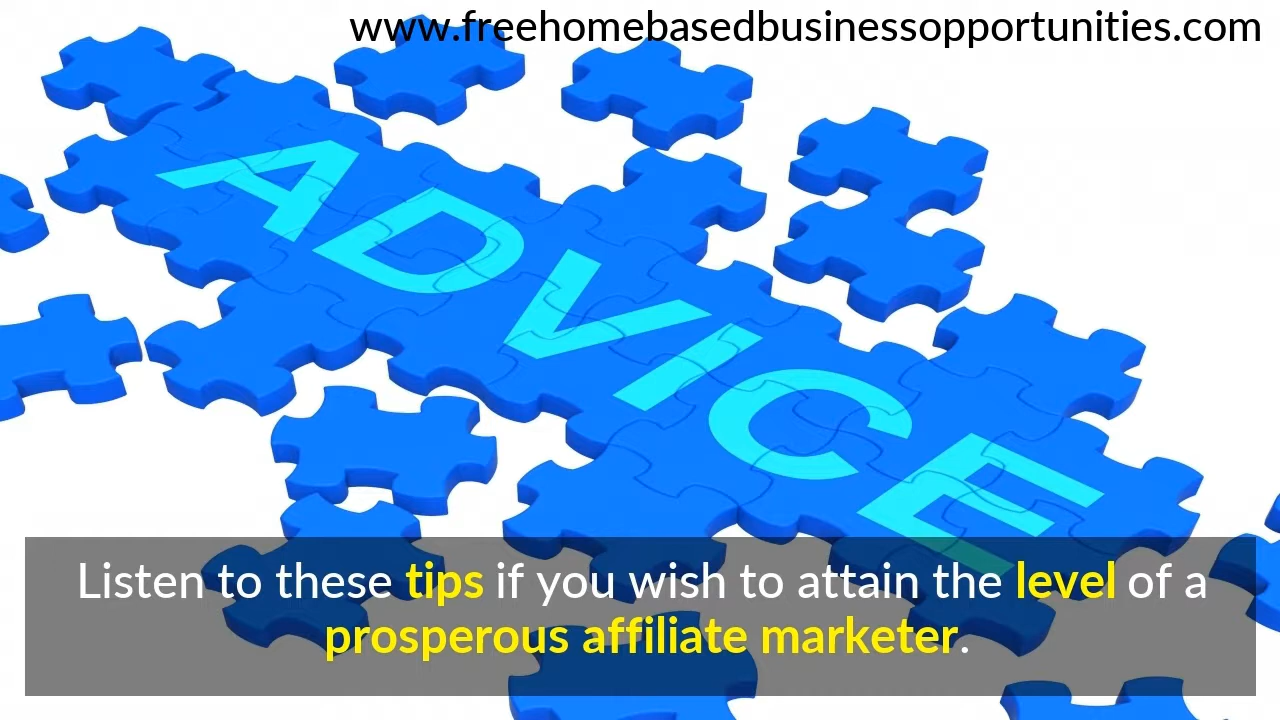 www.freehomebasedbusinessopportunities.com
ADVICE
Listen to these tips if you wish to attain the level of a
prosperous affiliate marketer.